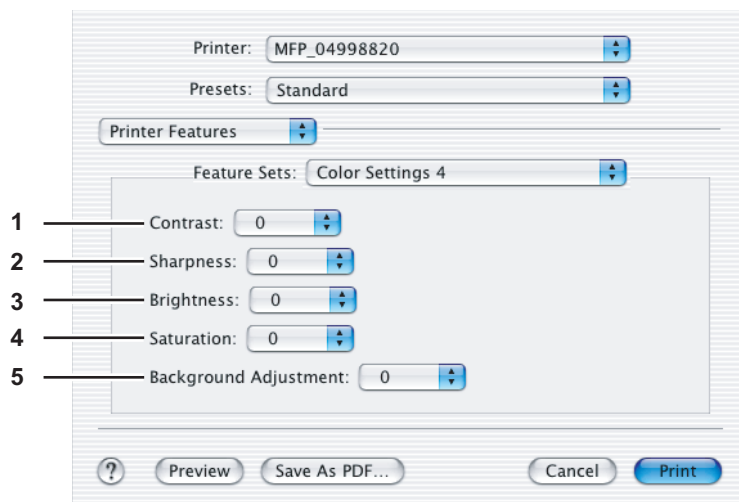 Printer: MFP_04998820
Presets: Standard
Printer Features
Feature Sets: Color Settings 4
1 Contrast: 0
2 Sharpness: 0
3 Brightness: 0
4 Saturation: 0
5 Background Adjustment: 0
? Preview Save As PDF... Cancel Print